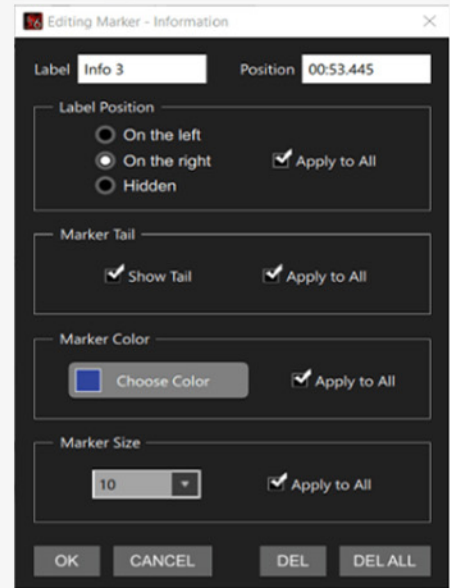 Editing Marker - Information
Label Info 3 Position 00:53.445
Label Position
On the left
On the right Apply to All
Hidden
Marker Tail
Show Tail Apply to All
Marker Color
Choose Color Apply to All
Marker Size
10 Apply to All
OK CANCEL DEL DEL ALL